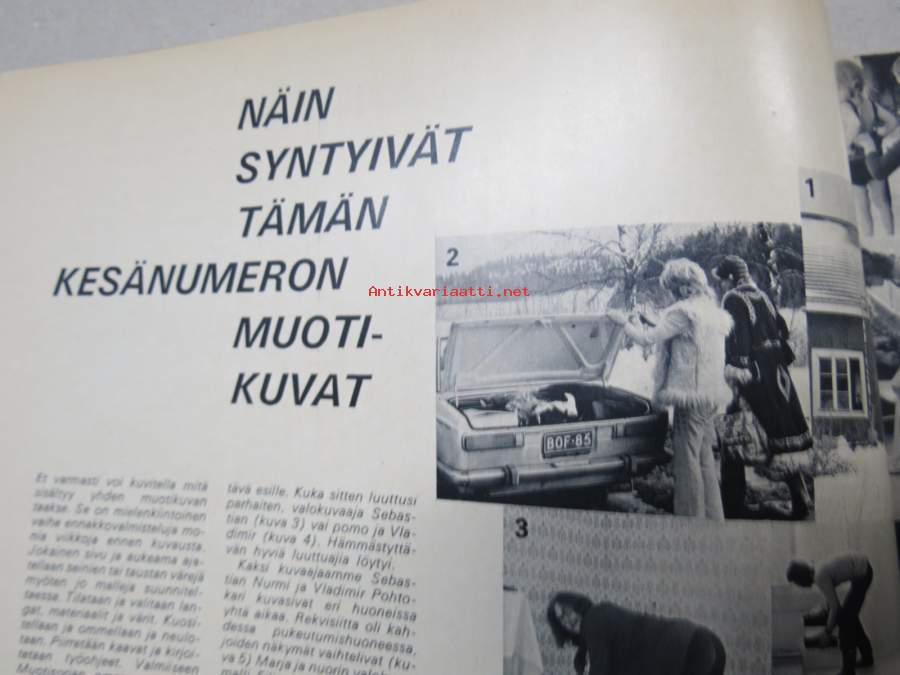 NÄIN
SYNTYIVÄT
TÄMÄN
KESÄNUMERON
MUOTI-
KUVAT
Antikvariaatti.net
1
2
BOF-85
3
Et varmasti voi kuvitella mitä
sisältyy yhden muotikuvan
taakse. Se on mielenkiintoinen
vaihe ennakkovalmisteluja mo-
nia viikkoja ennen kuvausta.
Jokainen sivu ja aukeama aja-
tellaan seinien tai taustan värejä
myöten jo malleja suunnitel-
taessa. Tilataan ja valitaan lan-
gat, materiaalit ja värit. Kuosi-
tellaan ja ommellaan ja neulo-
taan. Piirretään kaavat ja kirjoi-
tetaan työohjeet. Valmiiseen
tävä esille. Kuka sitten luuttusi
parhaiten, valokuvaaja Sebas-
tian (kuva 3) vai pomo ja Vla-
dimir (kuva 4). Hämmästyttä-
vän hyviä luuttuajia löytyi.
Kaksi kuvaajaamme Sebas-
tian Nurmi ja Vladimir Pohto-
kari kuvasivat eri huoneissa
yhtä aikaa. Rekvisiitta oli kah-
dessa pukeutumishuoneessa,
joiden näkymät vaihtelivat (ku-
va 5) Marja ja nuorin